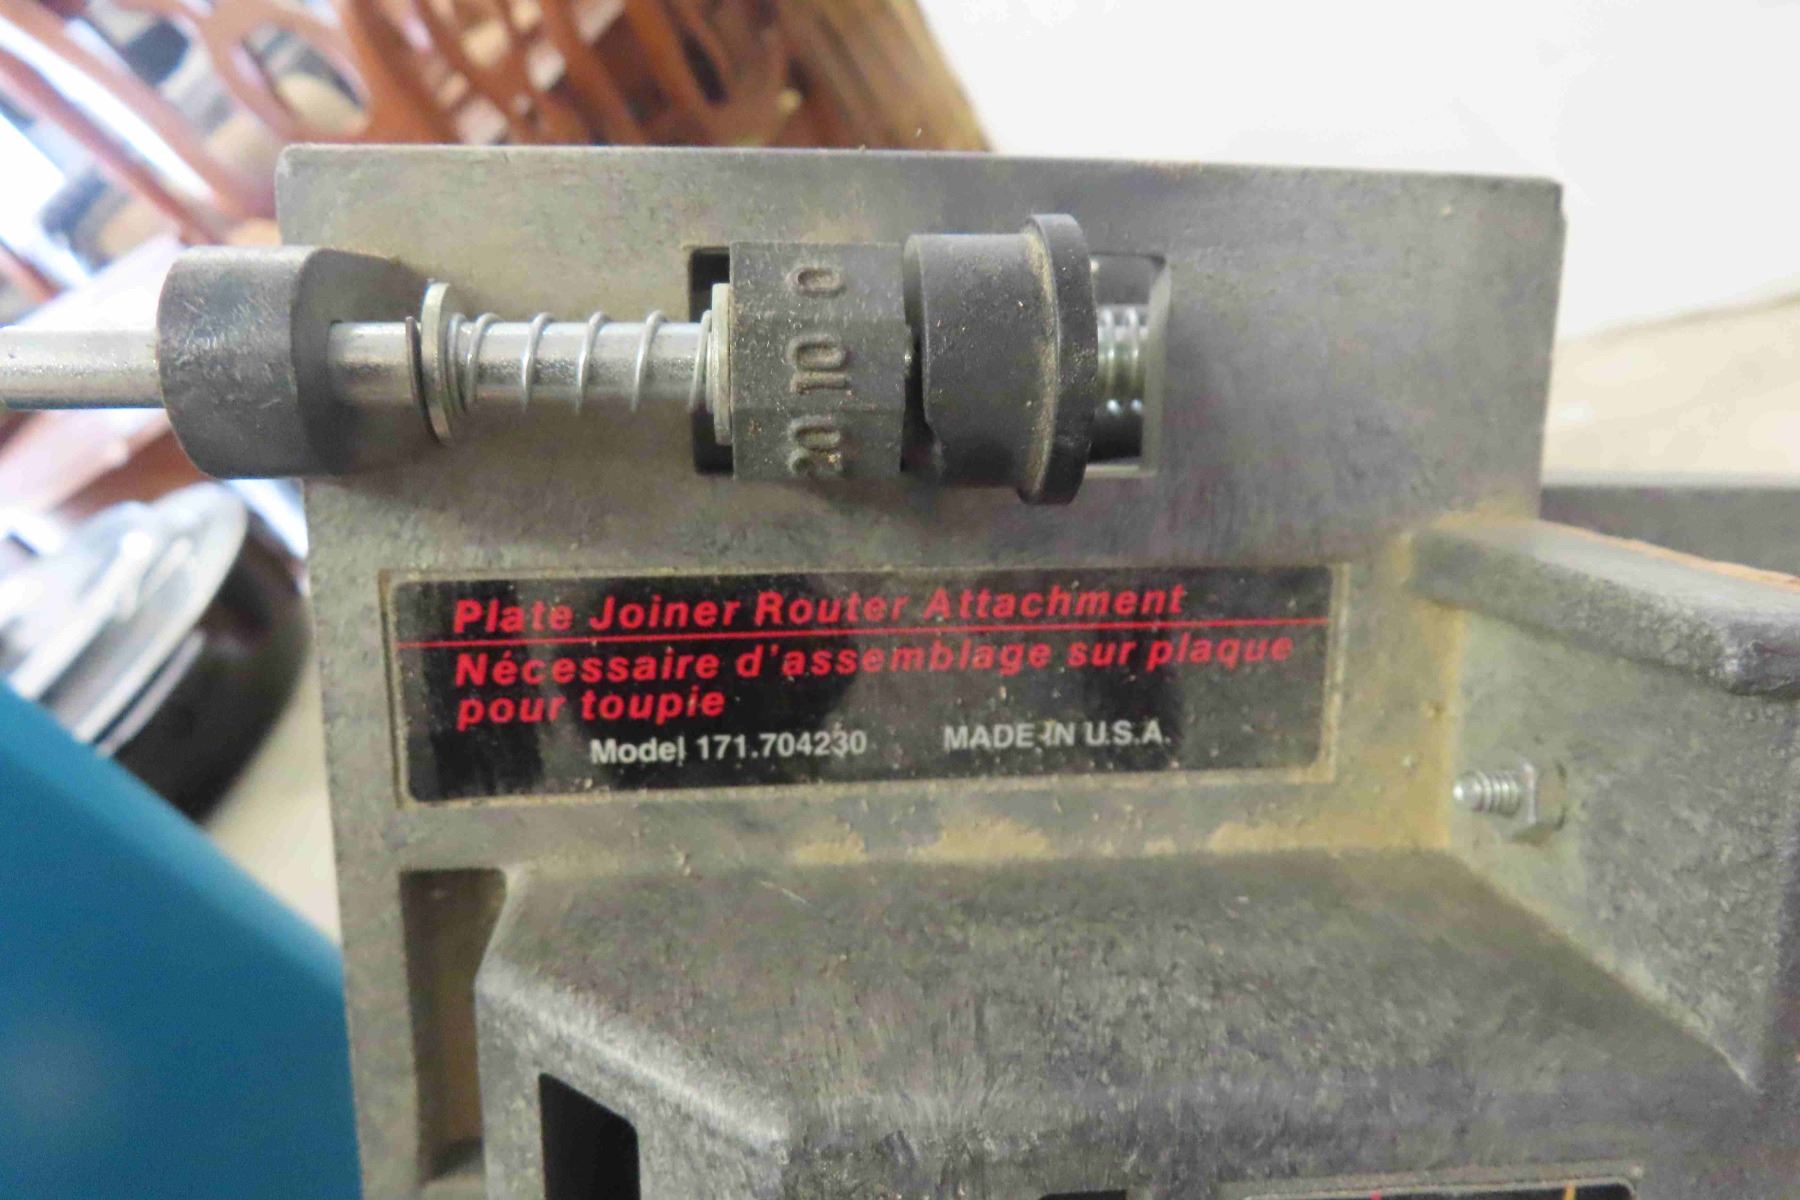 0
10
20
Plate Joiner Router Attachment
Nécessaire d'assemblage sur plaque
pour toupie
Model 171.704230 MADE IN U.S.A.